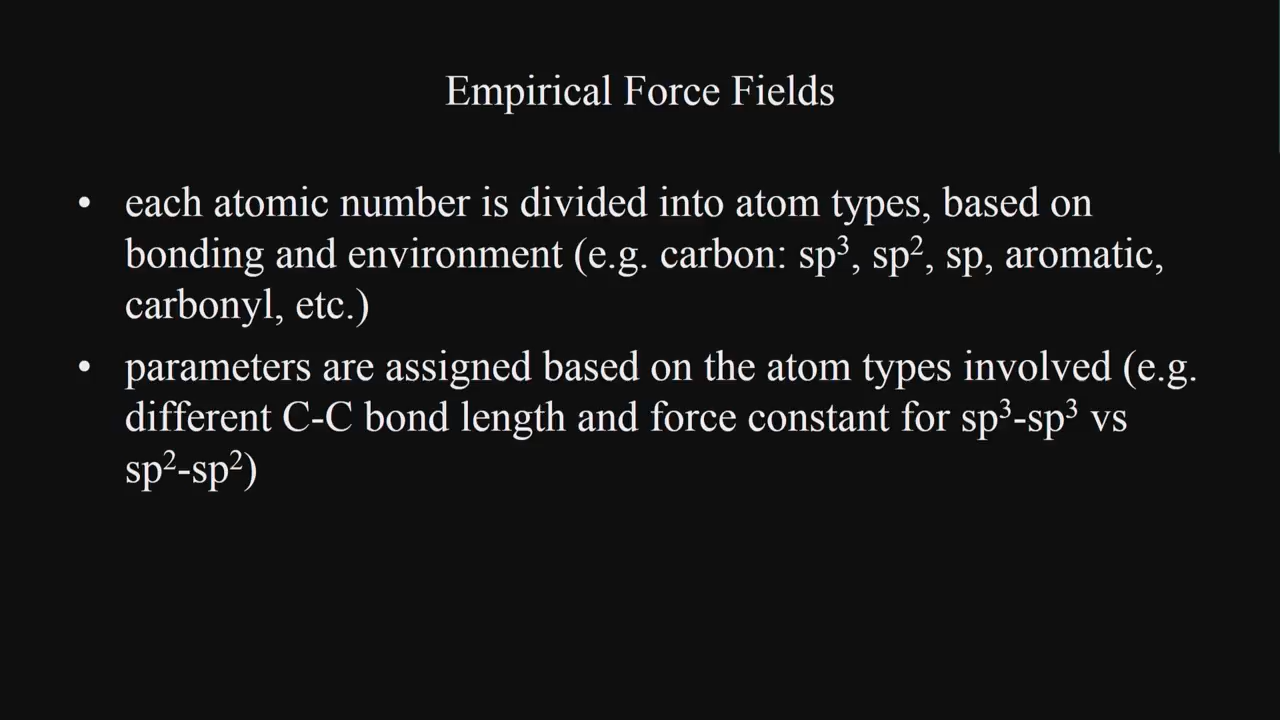 Empirical Force Fields
• each atomic number is divided into atom types, based on
bonding and environment (e.g. carbon: sp³, sp², sp, aromatic,
carbonyl, etc.)
• parameters are assigned based on the atom types involved (e.g.
different C-C bond length and force constant for sp³-sp³ vs
sp²-sp²)